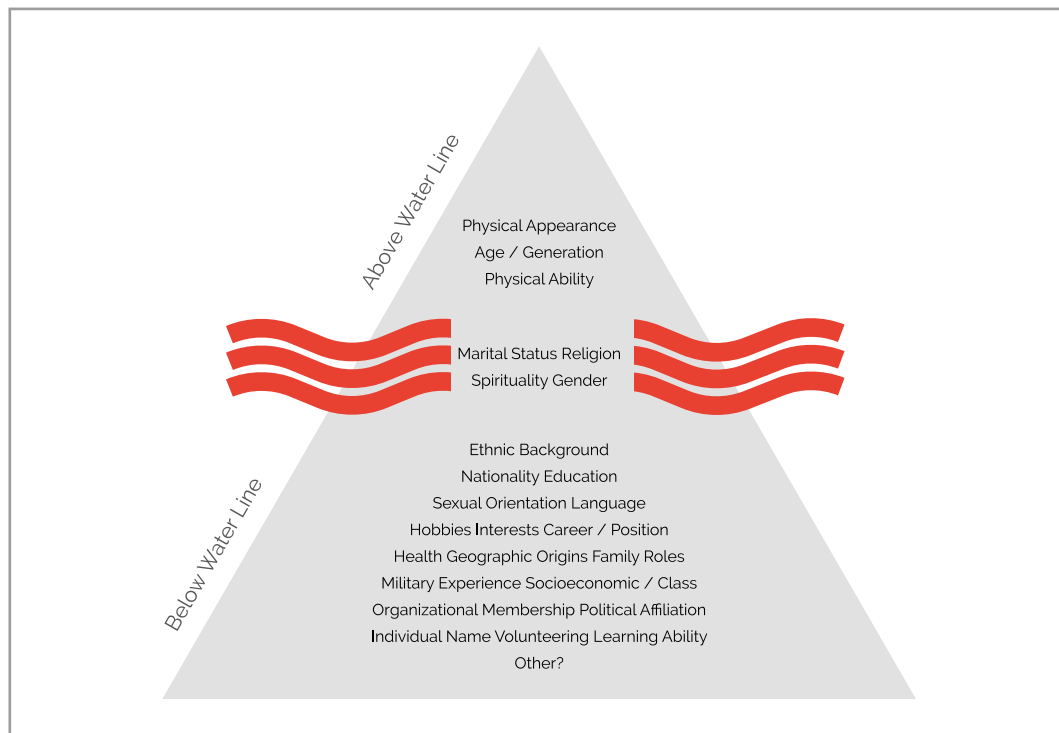 Above Water Line
Physical Appearance
Age / Generation
Physical Ability
Marital Status Religion
Spirituality Gender
Below Water Line
Ethnic Background
Nationality Education
Sexual Orientation Language
Hobbies Interests Career / Position
Health Geographic Origins Family Roles
Military Experience Socioeconomic / Class
Organizational Membership Political Affiliation
Individual Name Volunteering Learning Ability
Other?